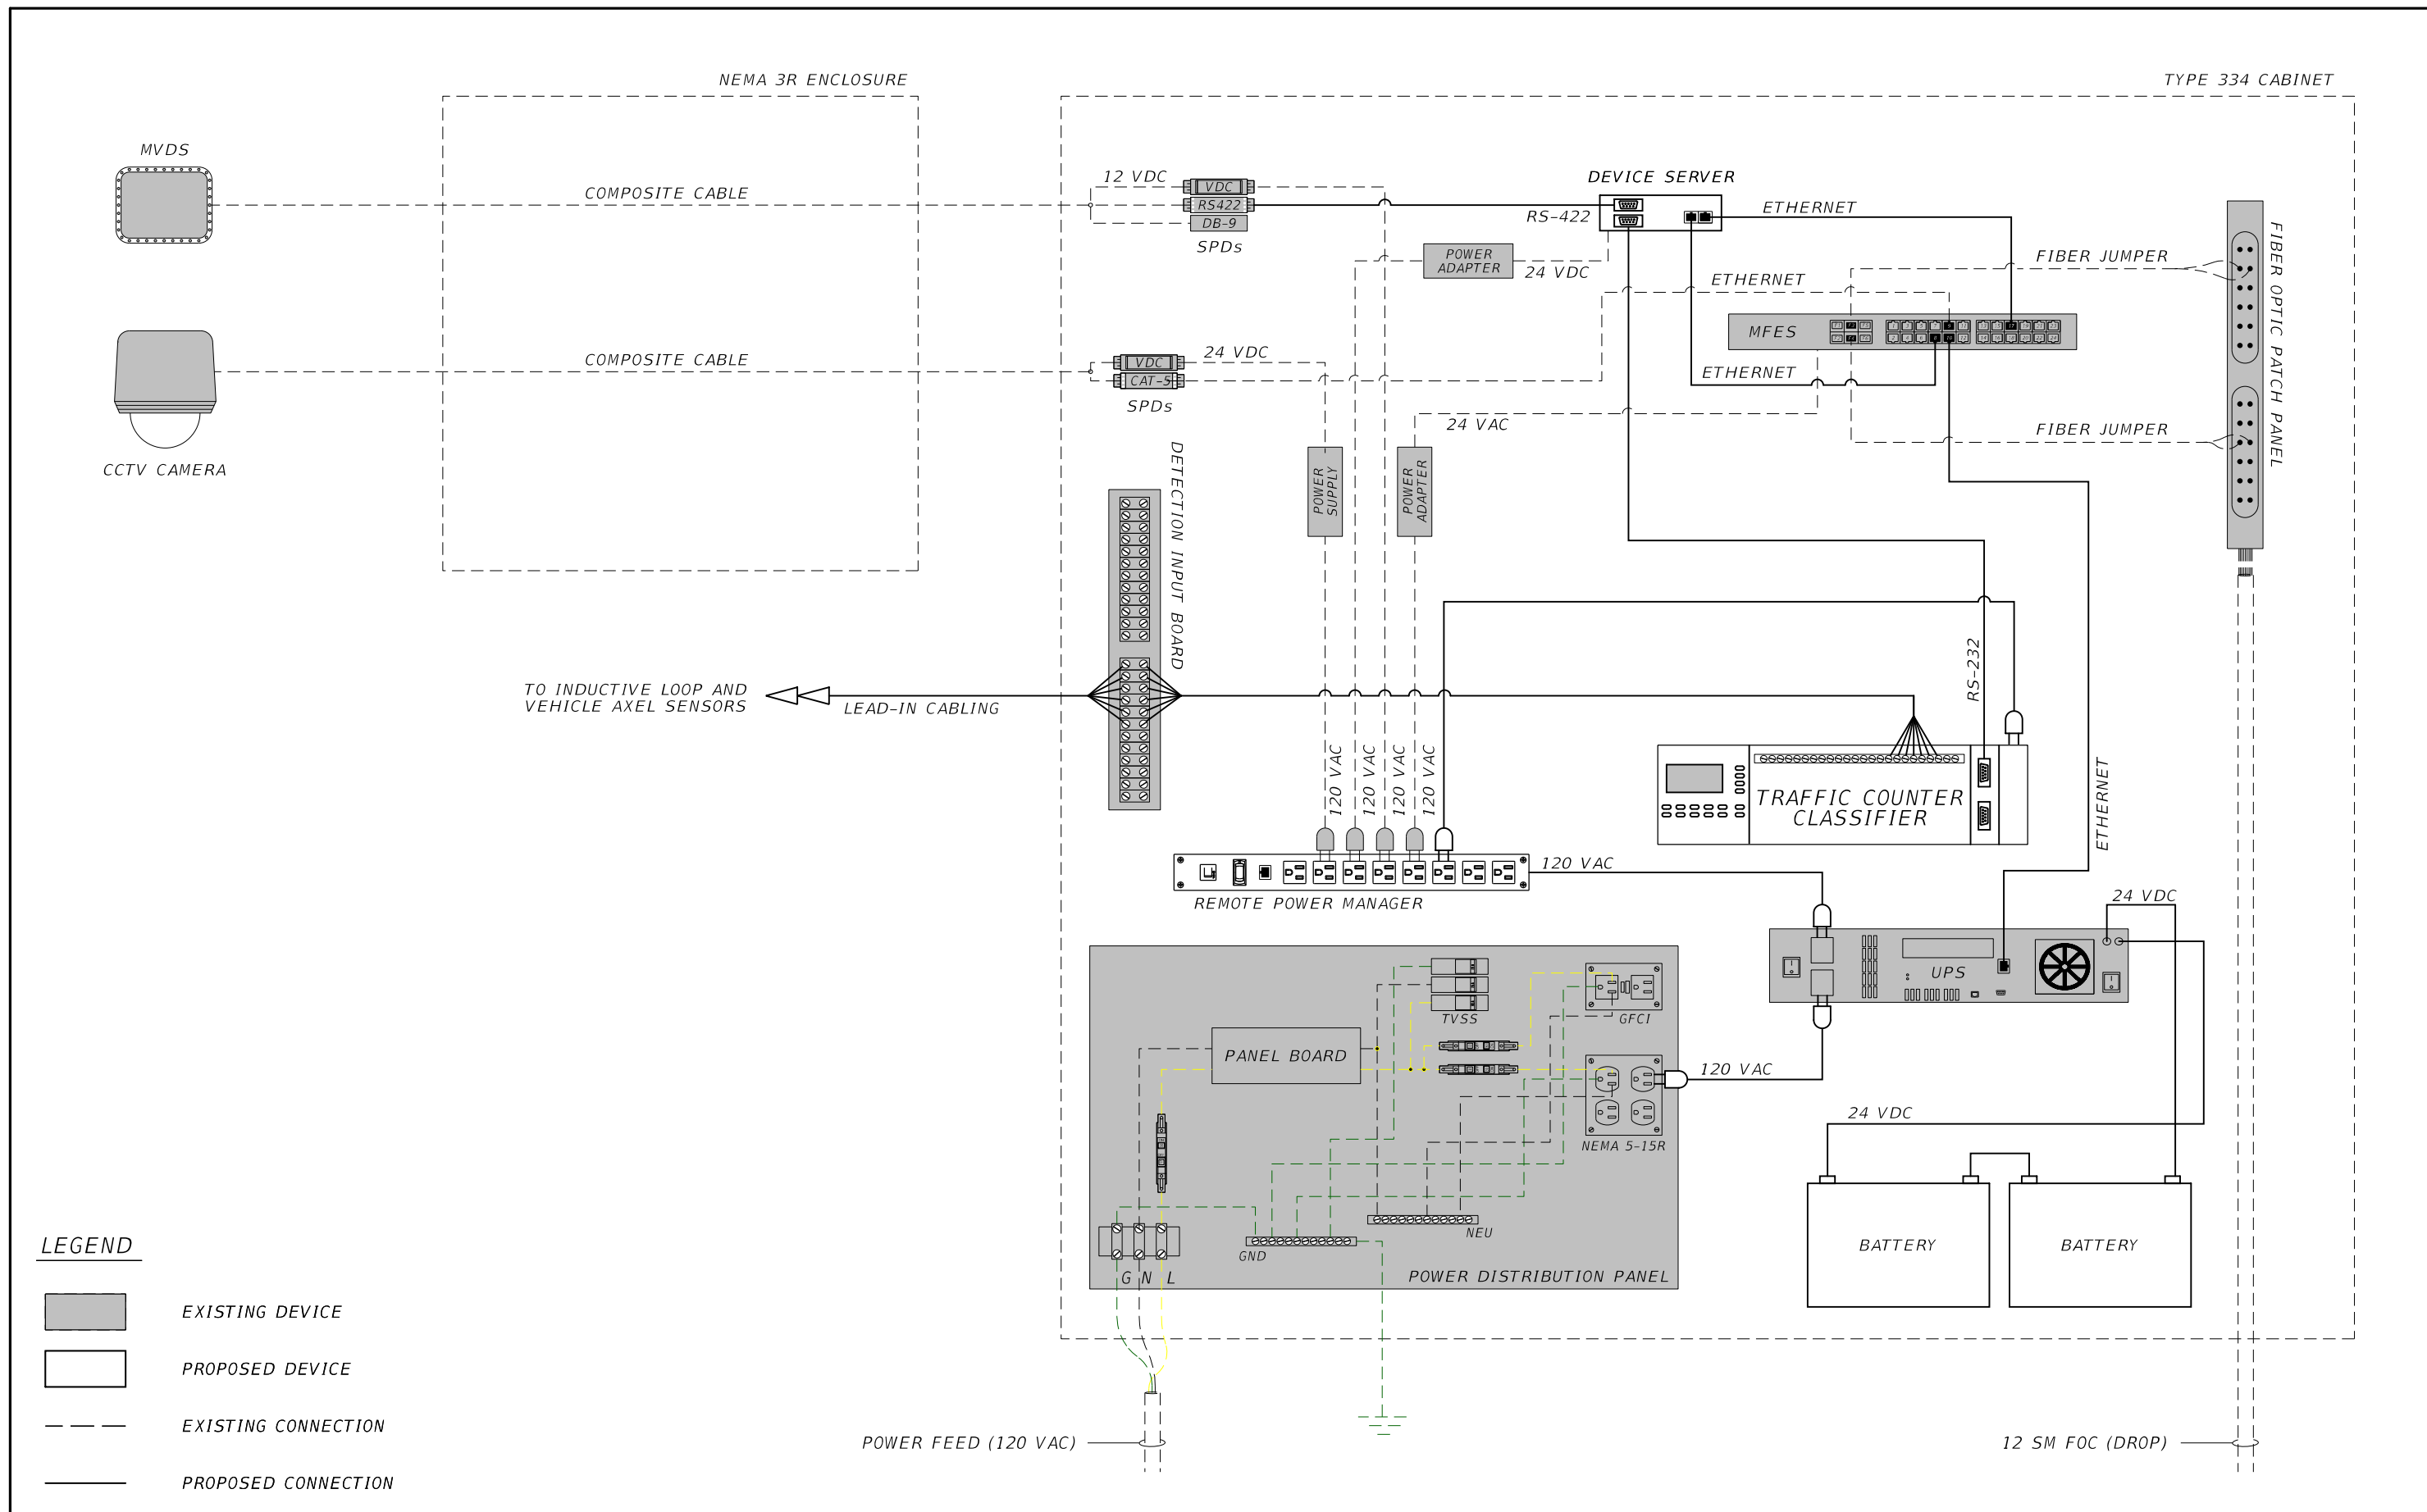 NEMA 3R ENCLOSURE
TYPE 334 CABINET
MVDS
COMPOSITE CABLE
12 VDC
VDC
RS422
DB-9
SPDs
DEVICE SERVER
RS-422
ETHERNET
POWER
ADAPTER
24 VDC
ETHERNET
FIBER JUMPER
FIBER OPTIC PATCH PANEL
MFES
ETHERNET
CCTV CAMERA
COMPOSITE CABLE
VDC
CAT-5
24 VDC
SPDs
24 VAC
FIBER JUMPER
DETECTION INPUT BOARD
POWER
SUPPLY
POWER
ADAPTER
TO INDUCTIVE LOOP AND
VEHICLE AXEL SENSORS
LEAD-IN CABLING
RS-232
120 VAC
120 VAC
120 VAC
120 VAC
TRAFFIC COUNTER
CLASSIFIER
ETHERNET
120 VAC
REMOTE POWER MANAGER
24 VDC
UPS
TVSS
GFCI
PANEL BOARD
120 VAC
NEMA 5-15R
24 VDC
NEU
GND
G N L
POWER DISTRIBUTION PANEL
BATTERY
BATTERY
LEGEND
EXISTING DEVICE
PROPOSED DEVICE
EXISTING CONNECTION
PROPOSED CONNECTION
POWER FEED (120 VAC)
12 SM FOC (DROP)